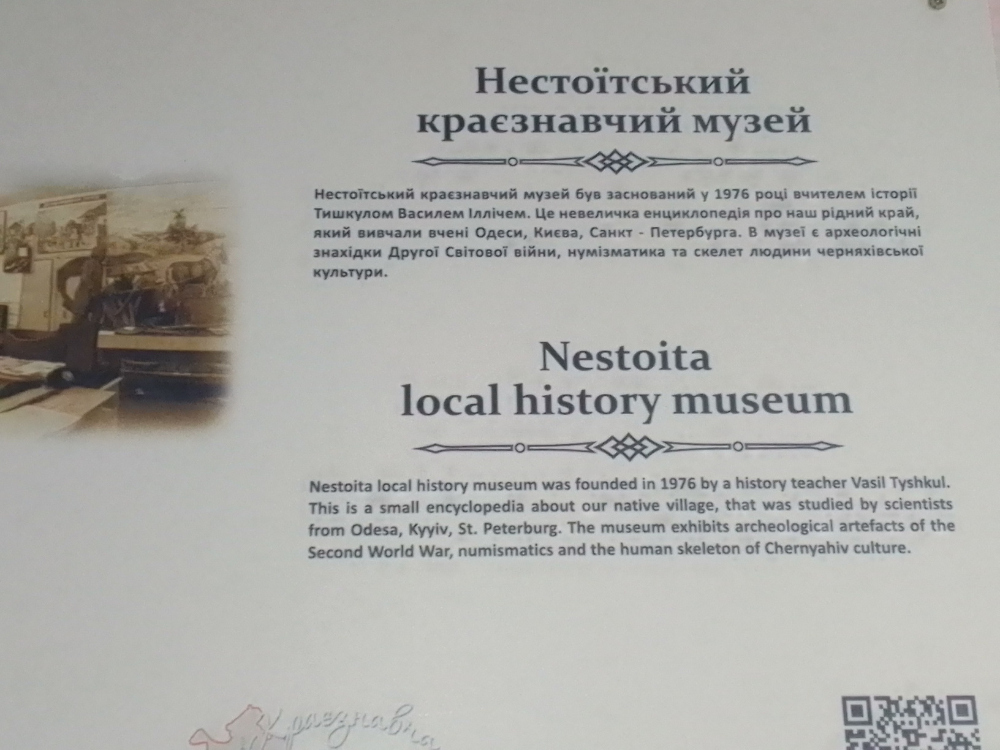 Нестоїтський
краєзнавчий музей
Нестоїтський краєзнавчий музей був заснований у 1976 році вчителем історії
Тишкулом Василем Іллічем. Це невеличка енциклопедія про наш рідний край,
який вивчали вчені Одеси, Києва, Санкт - Петербурга. В музеї є археологічні
знахідки Другої Світової війни, нумізматика та скелет людини черняхівської
культури.
Nestoita
local history museum
Nestoita local history museum was founded in 1976 by a history teacher Vasil Tyshkul.
This is a small encyclopedia about our native village, that was studied by scientists
from Odesa, Kyyiv, St. Peterburg. The museum exhibits archeological artefacts of the
Second World War, numismatics and the human skeleton of Chernyahiv culture.
Краєзнавча